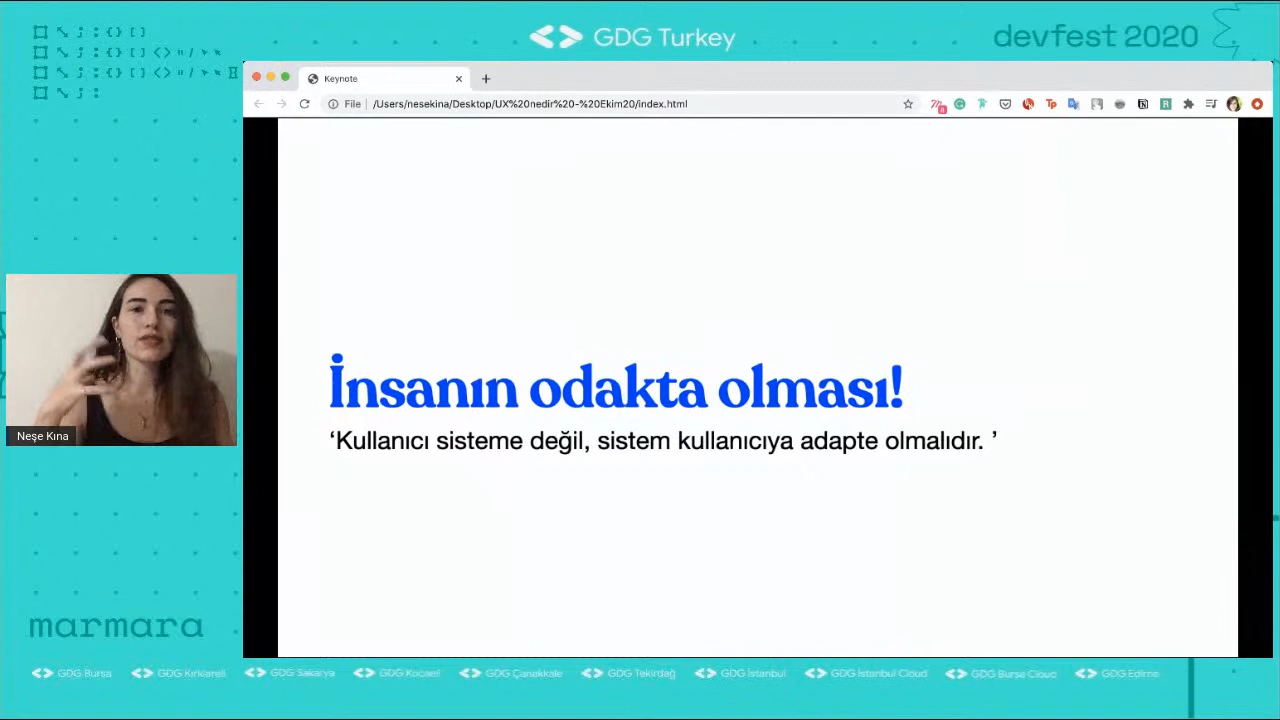 GDG Turkey
devfest 2020
Keynote
File
/Users/nesekina/Desktop/UX%20nedir%20-%20Ekim20/index.html
İnsanın odakta olması!
‘Kullanıcı sisteme değil, sistem kullanıcıya adapte olmalıdır. ’
Neşe Kına
marmara
GDG Bursa
GDG Kırklareli
GDG Sakarya
GDG Kocaeli
GDG Çanakkale
GDG Tekirdağ
GDG İstanbul
GDG İstanbul Cloud
GDG Bursa Cloud
GDG Edirne